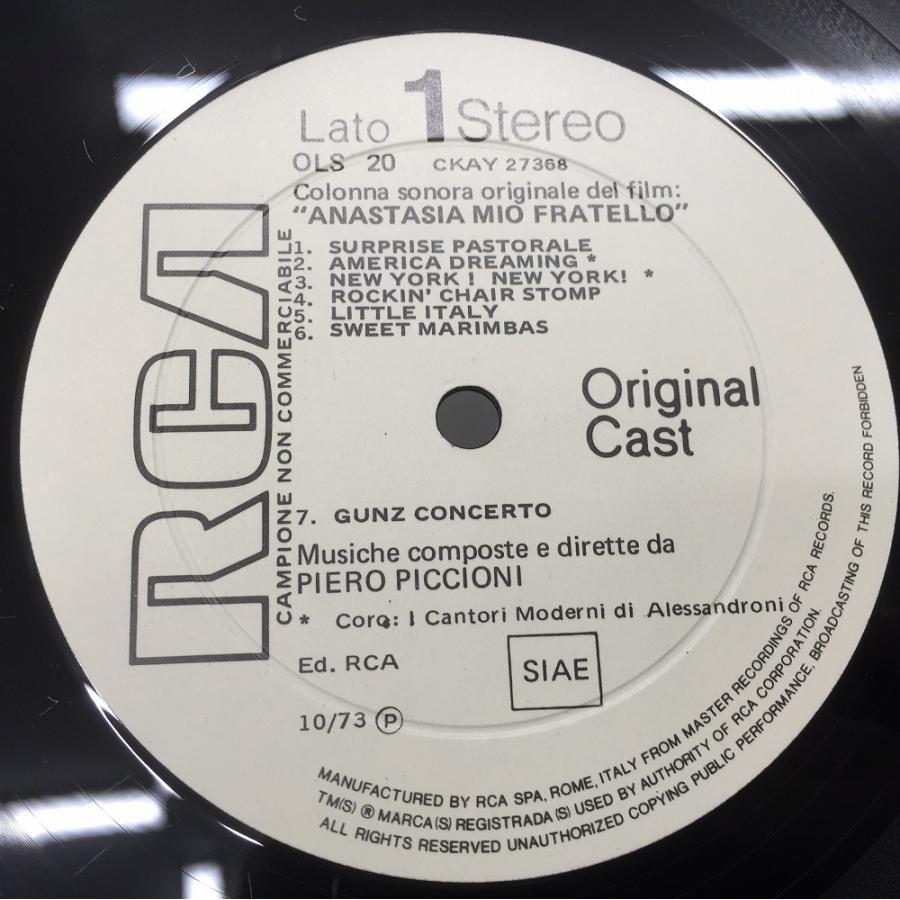 Lato 1 Stereo
OLS 20 CKAY 27368
Colonna sonora originale del film:
"ANASTASIA MIO FRATELLO"
1. SURPRISE PASTORALE
2. AMERICA DREAMING *
3. NEW YORK! NEW YORK! *
4. ROCKIN' CHAIR STOMP
5. LITTLE ITALY
6. SWEET MARIMBAS
RCA
CAMPIONE NON COMMERCIABILE
Original
Cast
7. GUNZ CONCERTO
Musiche composte e dirette da
PIERO PICCIONI
* Coro: I Cantori Moderni di Alessandroni
Ed. RCA
SIAE
10/73 Ⓟ
MANUFACTURED BY RCA SPA, ROME, ITALY FROM MASTER RECORDINGS OF RCA RECORDS.
TM(S) ® MARCA(S) REGISTRADA(S) USED BY AUTHORITY OF RCA CORPORATION.
ALL RIGHTS RESERVED UNAUTHORIZED COPYING PUBLIC PERFORMANCE, BROADCASTING OF THIS RECORD FORBIDDEN